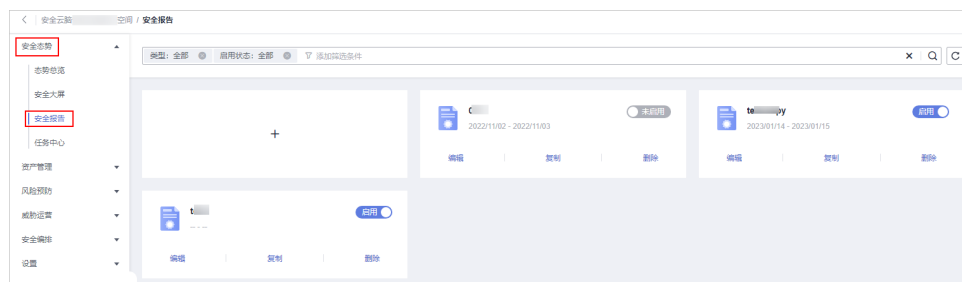 安全云脑 空间 / 安全报告
安全态势
态势总览
安全大屏
安全报告
任务中心
资产管理
风险预防
威胁运营
安全编排
设置
类型: 全部 启用状态: 全部 添加筛选条件
+
未启用
2022/11/02 - 2022/11/03
编辑 复制 删除
te py 启用
2023/01/14 - 2023/01/15
编辑 复制 删除
t 启用
-- - --
编辑 复制 删除